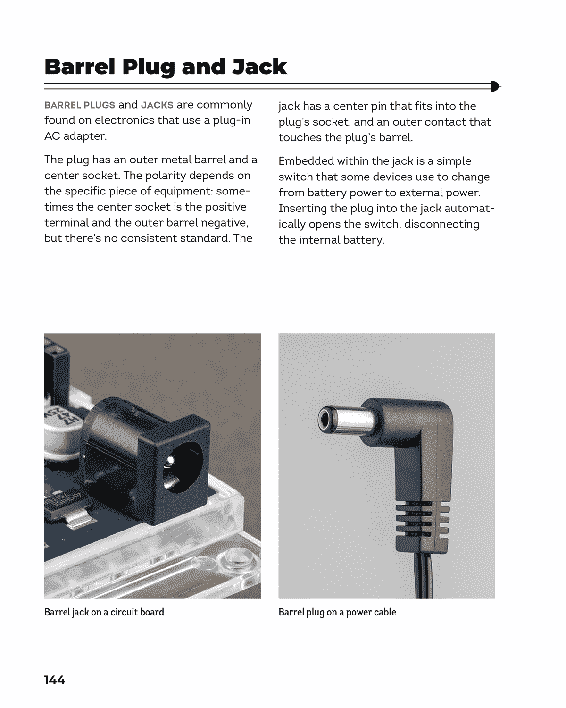 Barrel Plug and Jack
BARREL PLUGS and JACKS are commonly
found on electronics that use a plug-in
AC adapter.
The plug has an outer metal barrel and a
center socket. The polarity depends on
the specific piece of equipment: some-
times the center socket is the positive
terminal and the outer barrel negative,
but there's no consistent standard. The
jack has a center pin that fits into the
plug's socket, and an outer contact that
touches the plug's barrel.
Embedded within the jack is a simple
switch that some devices use to change
from battery power to external power.
Inserting the plug into the jack automat-
ically opens the switch, disconnecting
the internal battery.
Barrel jack on a circuit board
Barrel plug on a power cable
144